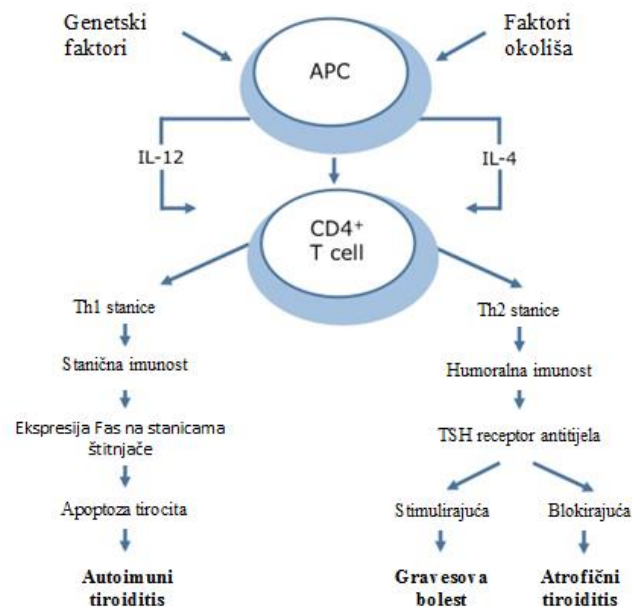 Genetski
faktori
Faktori
okoliša
APC
IL-12
IL-4
CD4⁺
T cell
Th1 stanice
Th2 stanice
Stanična imunost
Humoralna imunost
Ekspresija Fas na stanicama
štitnjače
TSH receptor antitijela
Apoptoza tirocita
Stimulirajuća
Blokirajuća
Autoimuni
tiroiditis
Gravesova
bolest
Atrofični
tiroiditis